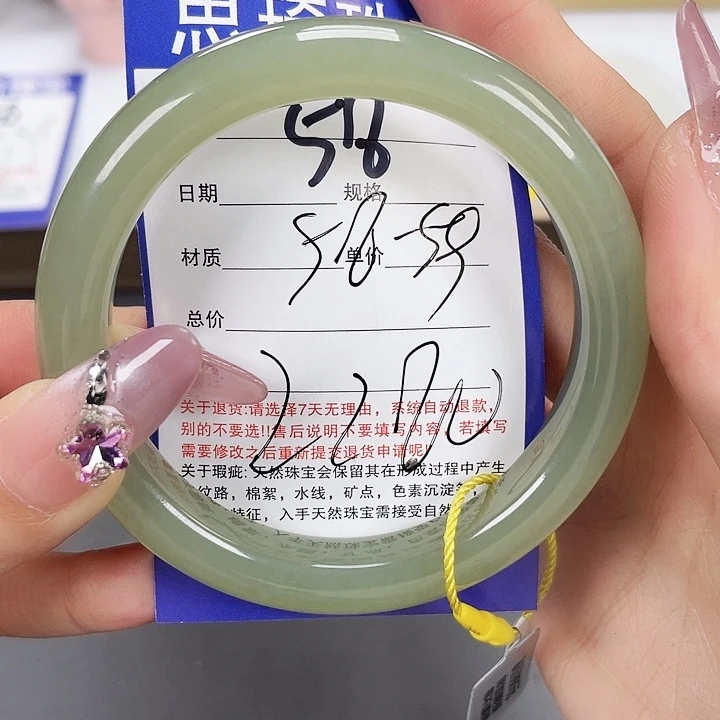 58
日期 规格
58-59
材质 单价
总价
2280
关于退货:请选择7天无理由，系统自动退款，
别的不要选!!售后说明不要填写内容，若填写
需要修改之后重新提交退货申请呢!
关于瑕疵:天然珠宝会保留其在形成过程中产生
纹路，棉絮，水线，矿点，色素沉淀
特征，入手天然珠宝需接受自然